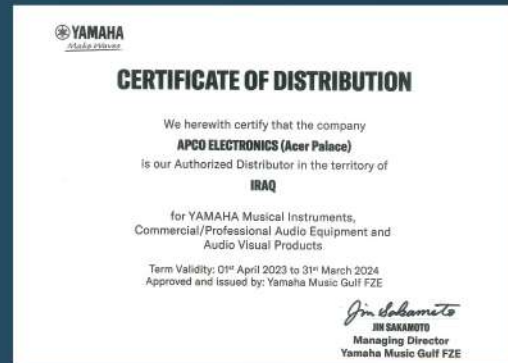 YAMAHA
Make Waves
CERTIFICATE OF DISTRIBUTION
We herewith certify that the company
APCO ELECTRONICS (Acer Palace)
is our Authorized Distributor in the territory of
IRAQ
for YAMAHA Musical Instruments,
Commercial/Professional Audio Equipment and
Audio Visual Products
Term Validity: 01st April 2023 to 31st March 2024
Approved and issued by: Yamaha Music Gulf FZE
Jin Sakamoto
JIN SAKAMOTO
Managing Director
Yamaha Music Gulf FZE